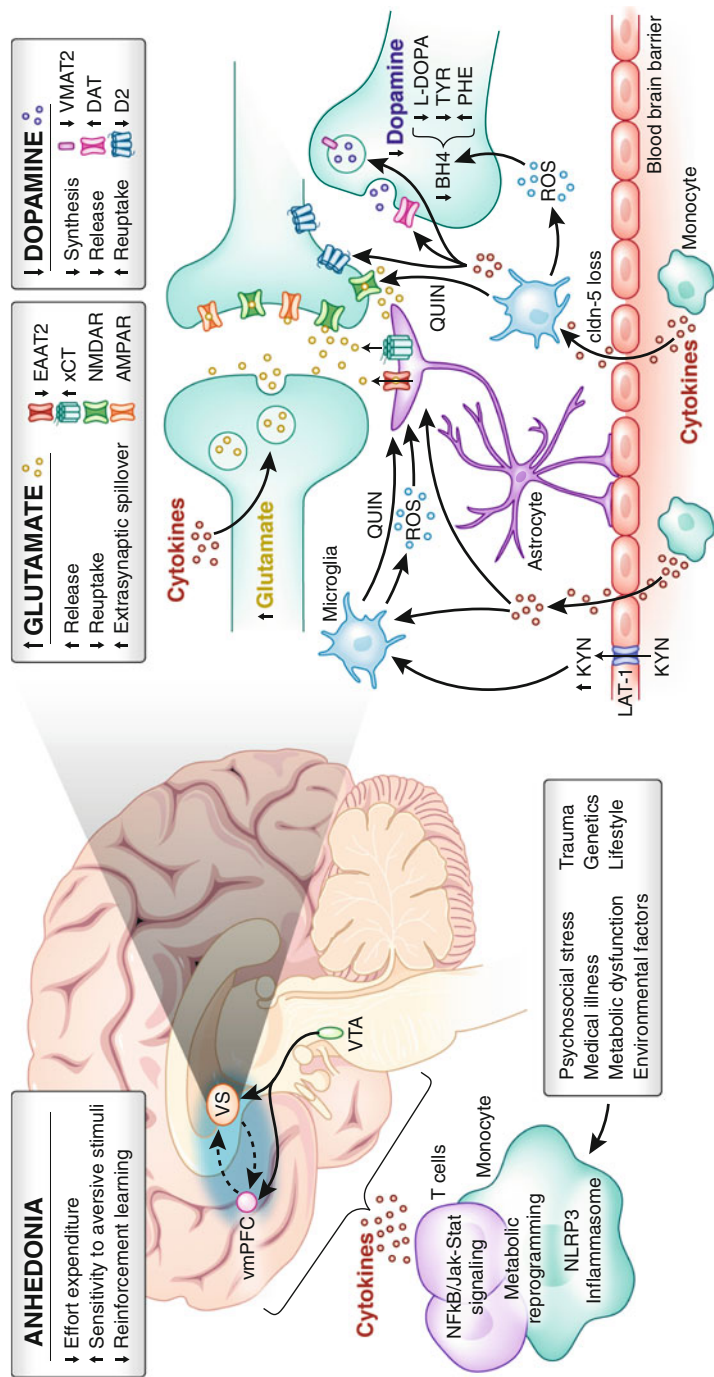 ANHEDONIA
↓ Effort expenditure
↑ Sensitivity to aversive stimuli
↓ Reinforcement learning
vmPFC
VS
VTA
Cytokines
T cells
NFkB/Jak-Stat
signaling
Monocyte
Metabolic
reprogramming
NLRP3
Inflammasome
Psychosocial stress
Medical illness
Metabolic dysfunction
Environmental factors
Trauma
Genetics
Lifestyle
↑ GLUTAMATE
↑ Release
↓ Reuptake
↑ Extrasynaptic spillover
↓ EAAT2
↑ xCT
NMDAR
AMPAR
↓ DOPAMINE
↓ Synthesis
↓ Release
↑ Reuptake
↓ VMAT2
↑ DAT
↓ D2
Cytokines
↑ Glutamate
Microglia
QUIN
ROS
Astrocyte
↑ KYN
LAT-1
KYN
QUIN
↓ Dopamine
↓ BH4
↓ L-DOPA
↓ TYR
↑ PHE
ROS
cldn-5 loss
Blood brain barrier
Monocyte
Cytokines